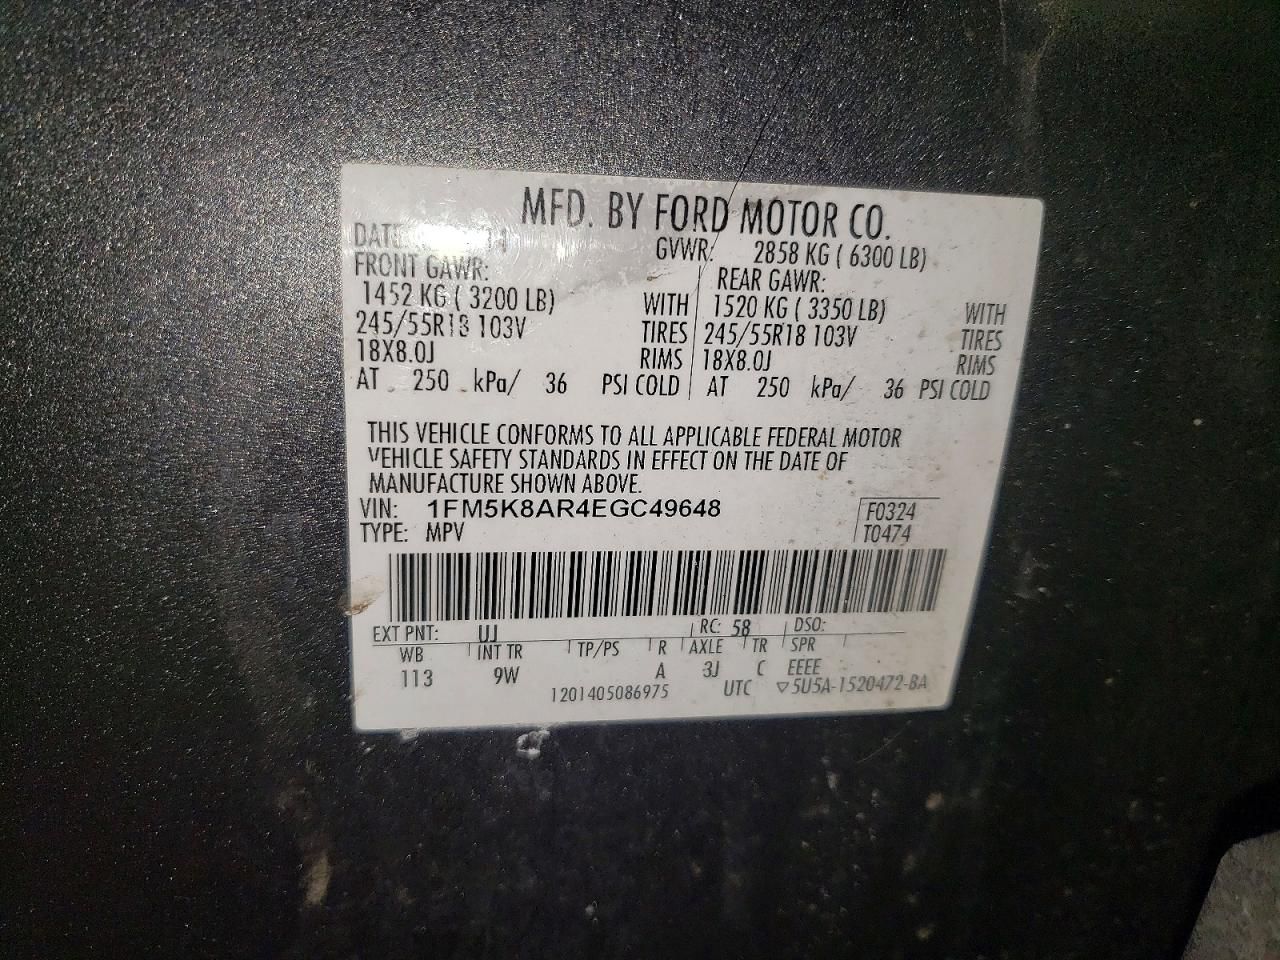 MFD. BY FORD MOTOR CO.
DATE: 14 GVWR: 2858 KG ( 6300 LB)
FRONT GAWR: REAR GAWR:
1452 KG ( 3200 LB) WITH 1520 KG ( 3350 LB) WITH
245/55R18 103V TIRES 245/55R18 103V TIRES
18X8.0J RIMS 18X8.0J RIMS
AT 250 kPa/ 36 PSI COLD AT 250 kPa/ 36 PSI COLD
THIS VEHICLE CONFORMS TO ALL APPLICABLE FEDERAL MOTOR
VEHICLE SAFETY STANDARDS IN EFFECT ON THE DATE OF
MANUFACTURE SHOWN ABOVE.
VIN: 1FM5K8AR4EGC49648 F0324
TYPE: MPV T0474
EXT PNT: UJ RC: 58 DSO:
WB INT TR TP/PS R AXLE TR SPR
113 9W A 3J C EEEE
1201405086975 UTC ▽5U5A-1520472-BA